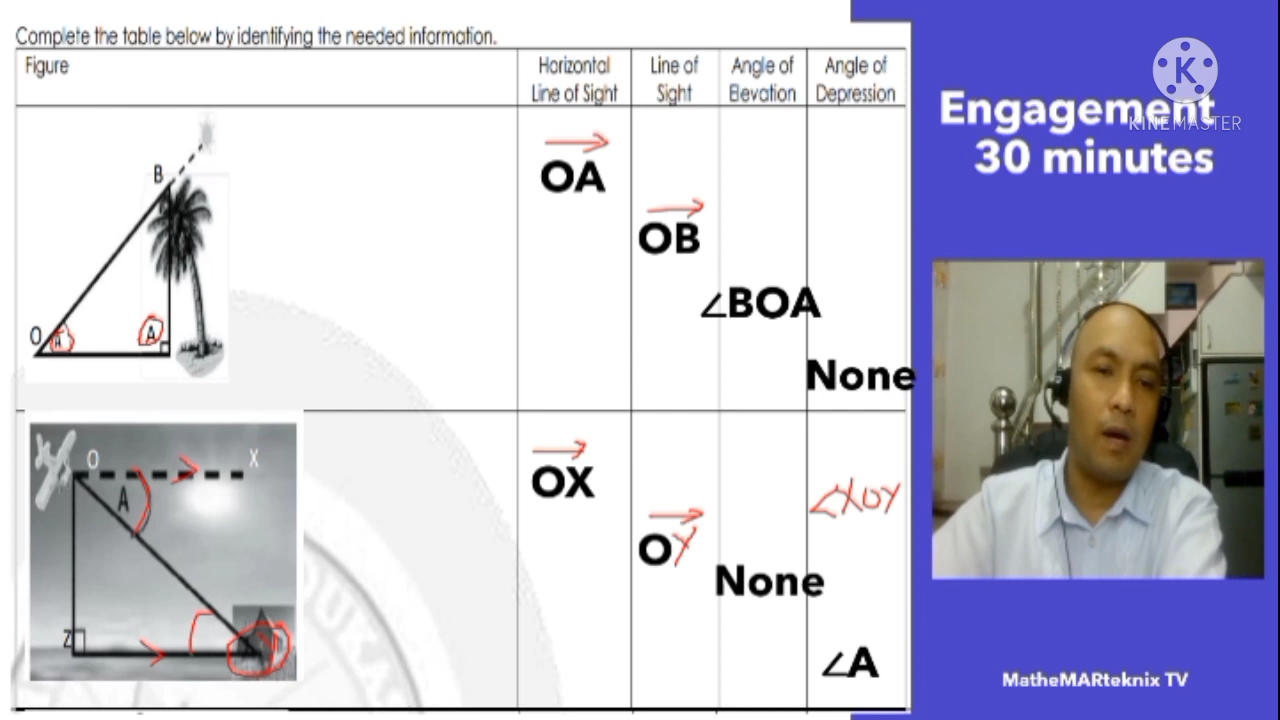 Complete the table below by identifying the needed information.
Figure
Horizontal
Line of Sight
Line of
Sight
Angle of
Elevation
Angle of
Depression
B
O
A
A
OA
OB
∠BOA
None
O
X
A
Z
Y
OX
OY
None
∠XOY
∠A
Engagement
30 minutes
K
KINEMASTER
MatheMARteknix TV